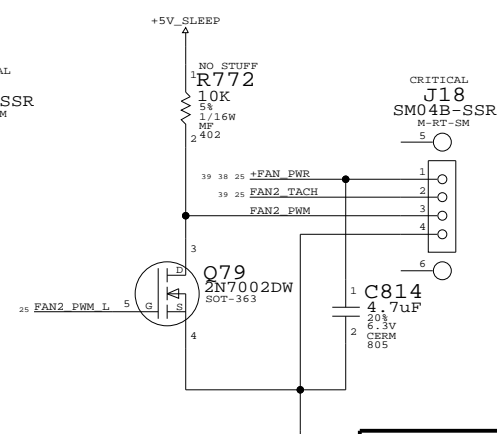 +5V_SLEEP
AL
SSR
M
NO STUFF
1
R772
10K
5%
1/16W
MF
402
2
CRITICAL
J18
SM04B-SSR
M-RT-SM
5
39 38 25 +FAN_PWR 1
39 25 FAN2_TACH 2
FAN2_PWM 3
4
6
3
D
Q79
2N7002DW
SOT-363
25 FAN2_PWM_L 5 G S
4
1
C814
4.7uF
20%
6.3V
CERM
805
2